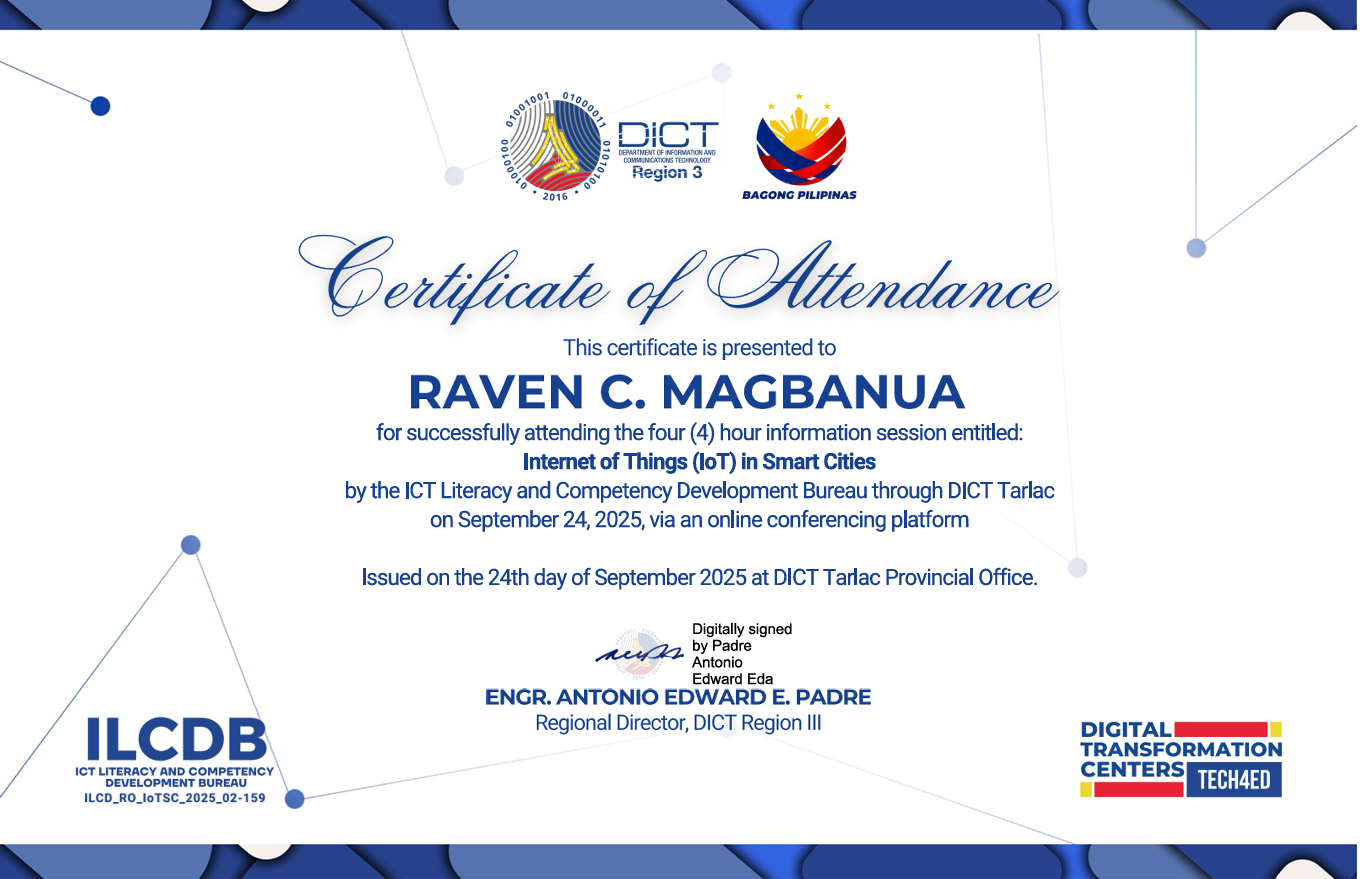 01001001 01000011 01010100 01000100 • 2016 •
DICT
DEPARTMENT OF INFORMATION AND
COMMUNICATIONS TECHNOLOGY
Region 3
BAGONG PILIPINAS
Certificate of Attendance
This certificate is presented to
RAVEN C. MAGBANUA
for successfully attending the four (4) hour information session entitled:
Internet of Things (IoT) in Smart Cities
by the ICT Literacy and Competency Development Bureau through DICT Tarlac
on September 24, 2025, via an online conferencing platform
Issued on the 24th day of September 2025 at DICT Tarlac Provincial Office.
Digitally signed
by Padre
Antonio
Edward Eda
ENGR. ANTONIO EDWARD E. PADRE
Regional Director, DICT Region III
ILCDB
ICT LITERACY AND COMPETENCY
DEVELOPMENT BUREAU
ILCD_RO_IoTSC_2025_02-159
DIGITAL
TRANSFORMATION
CENTERS
TECH4ED